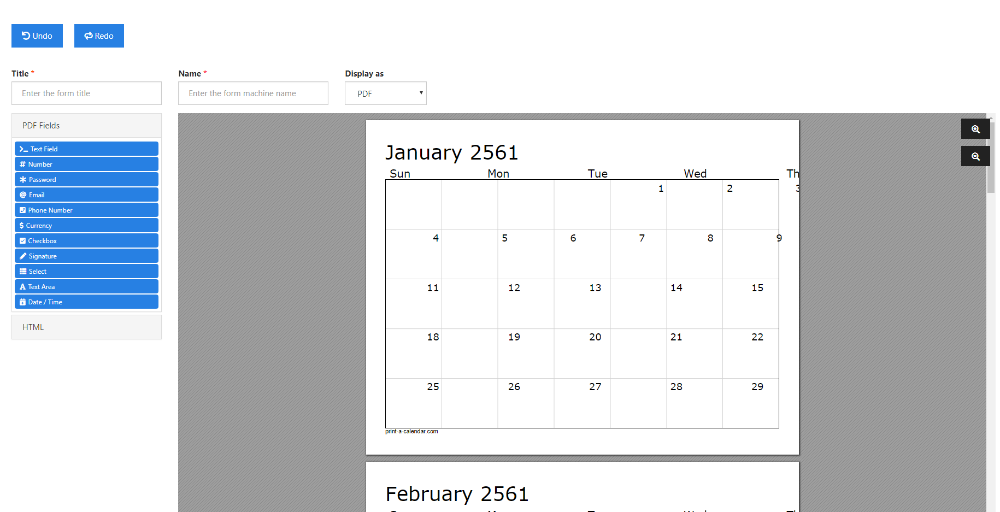 Undo Redo
Title * Name * Display as
Enter the form title Enter the form machine name PDF
PDF Fields
Text Field
Number
Password
Email
Phone Number
Currency
Checkbox
Signature
Select
Text Area
Date / Time
HTML
January 2561
Sun Mon Tue Wed Th
1 2 3
4 5 6 7 8 9
11 12 13 14 15
18 19 20 21 22
25 26 27 28 29
print-a-calendar.com
February 2561